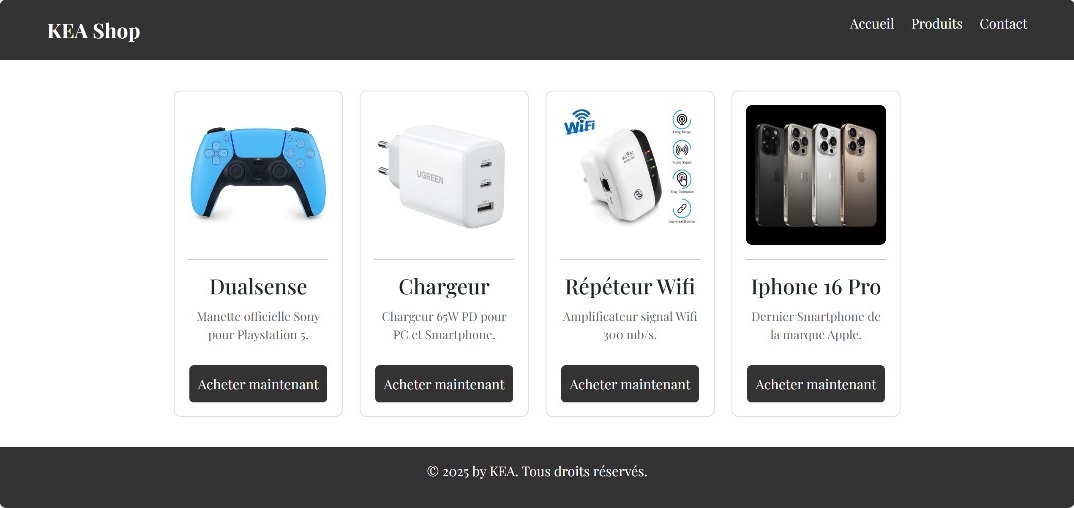 KEA Shop
Accueil Produits Contact
UGREEN
WiFi
Dualsense
Manette officielle Sony
pour Playstation 5.
Acheter maintenant
Chargeur
Chargeur 65W PD pour
PC et Smartphone.
Acheter maintenant
Répéteur Wifi
Amplificateur signal Wifi
300 mb/s.
Acheter maintenant
Iphone 16 Pro
Dernier Smartphone de
la marque Apple.
Acheter maintenant
© 2025 by KEA. Tous droits réservés.